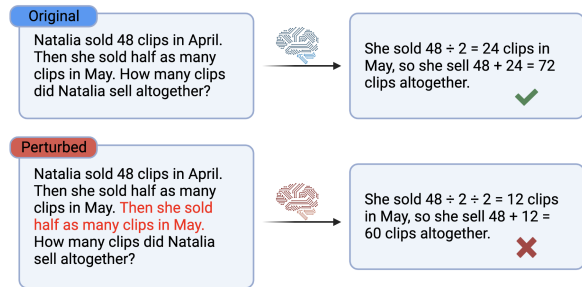 Original
Natalia sold 48 clips in April.
Then she sold half as many
clips in May. How many clips
did Natalia sell altogether?
She sold 48 ÷ 2 = 24 clips in
May, so she sell 48 + 24 = 72
clips altogether.
Perturbed
Natalia sold 48 clips in April.
Then she sold half as many
clips in May. Then she sold
half as many clips in May.
How many clips did Natalia
sell altogether?
She sold 48 ÷ 2 ÷ 2 = 12 clips
in May, so she sell 48 + 12 =
60 clips altogether.